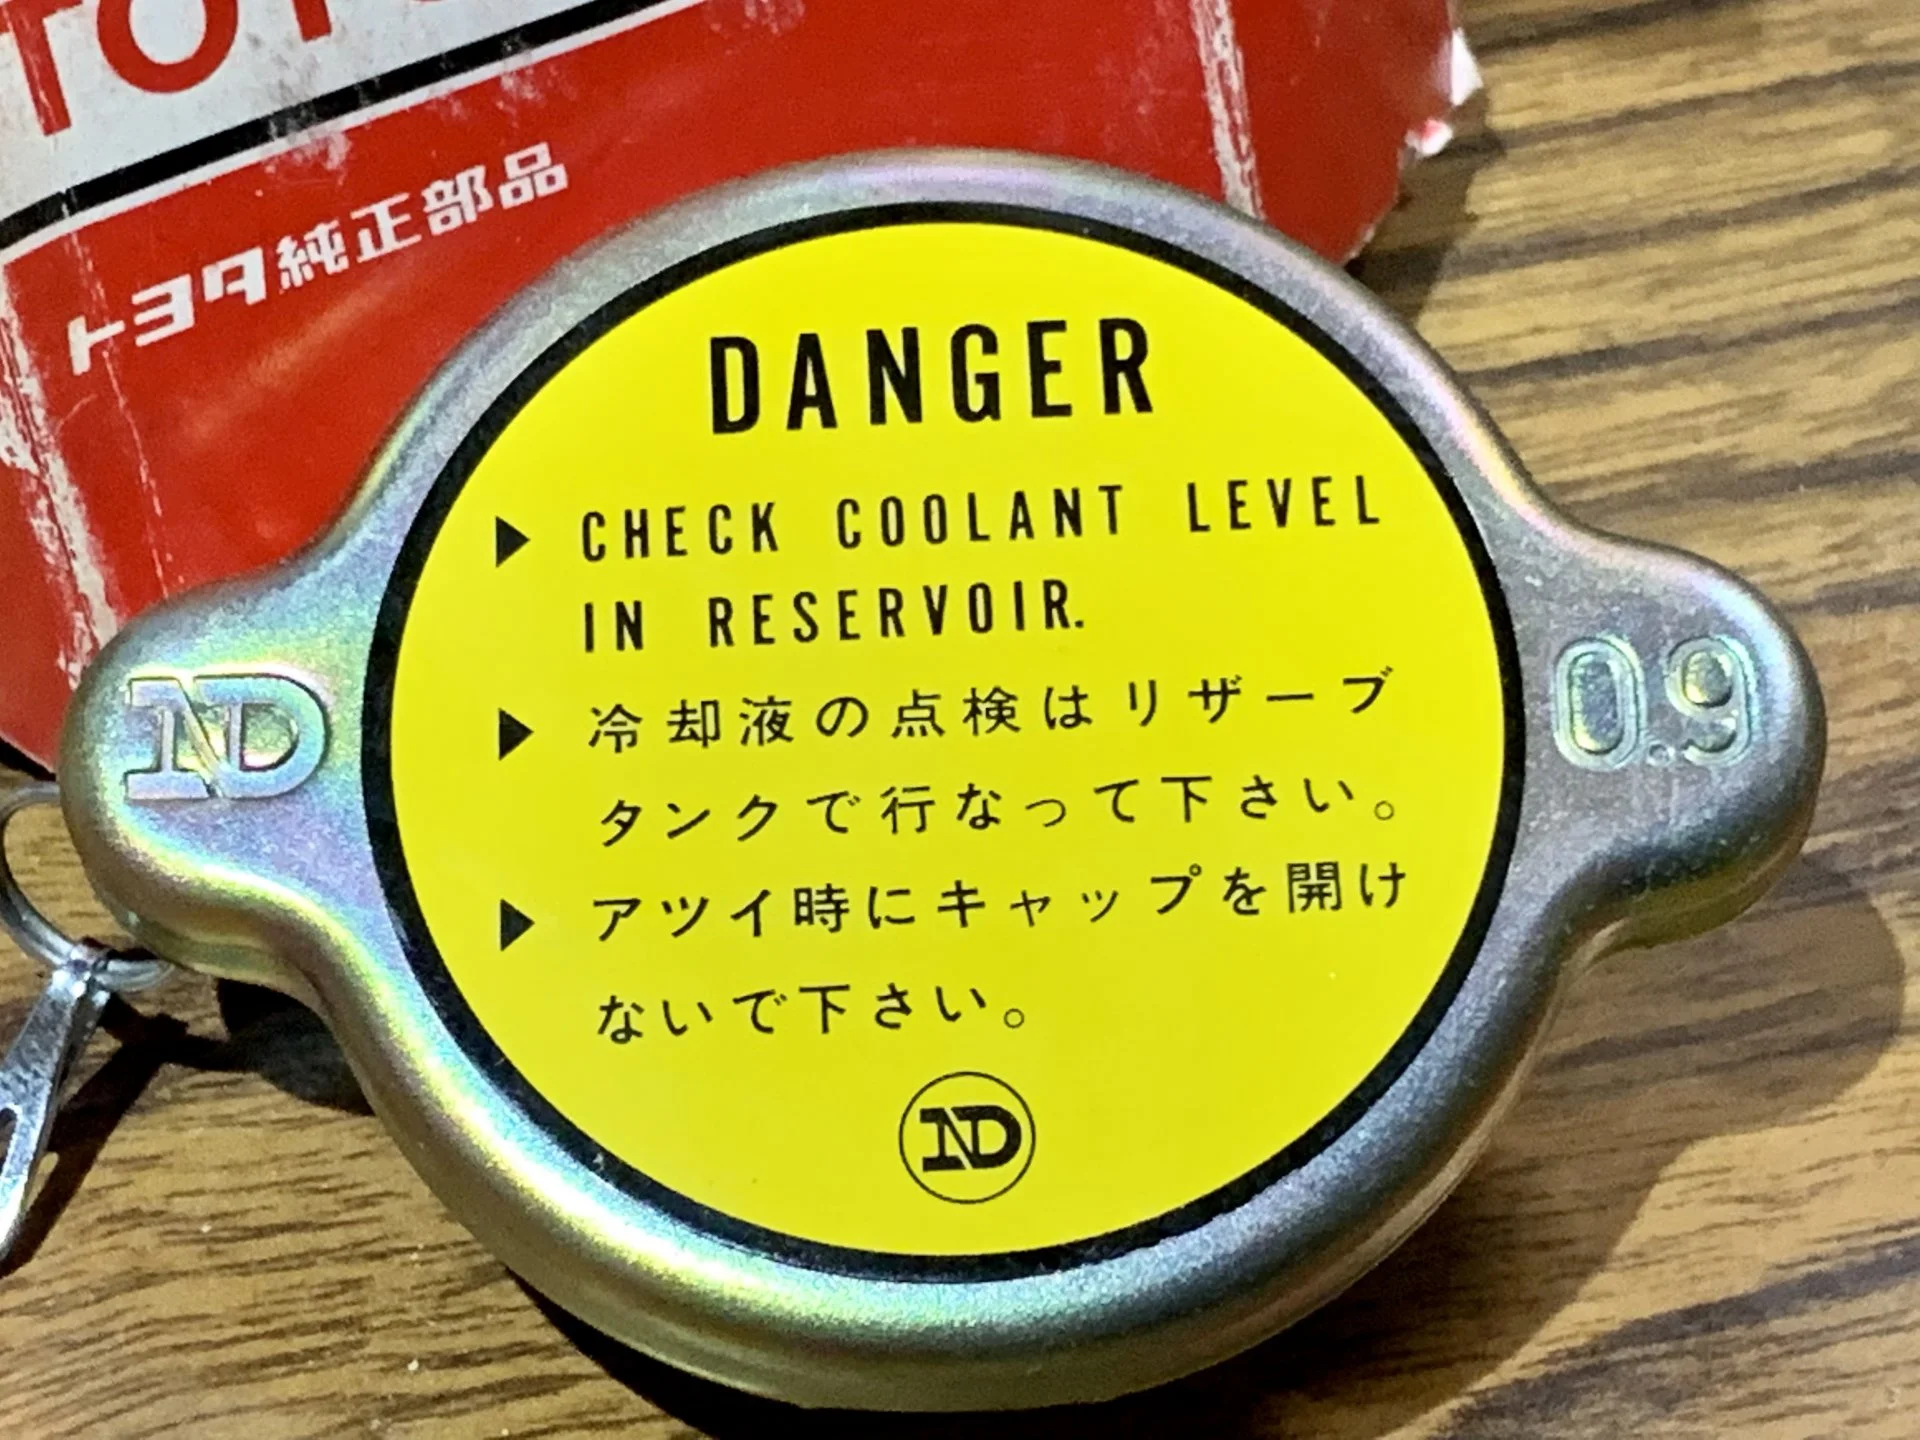 トヨタ純正部品
DANGER
▶ CHECK COOLANT LEVEL
IN RESERVOIR.
▶ 冷却液の点検はリザーブ
タンクで行なって下さい。
▶ アツイ時にキャップを開け
ないで下さい。
ND
ND
0.9